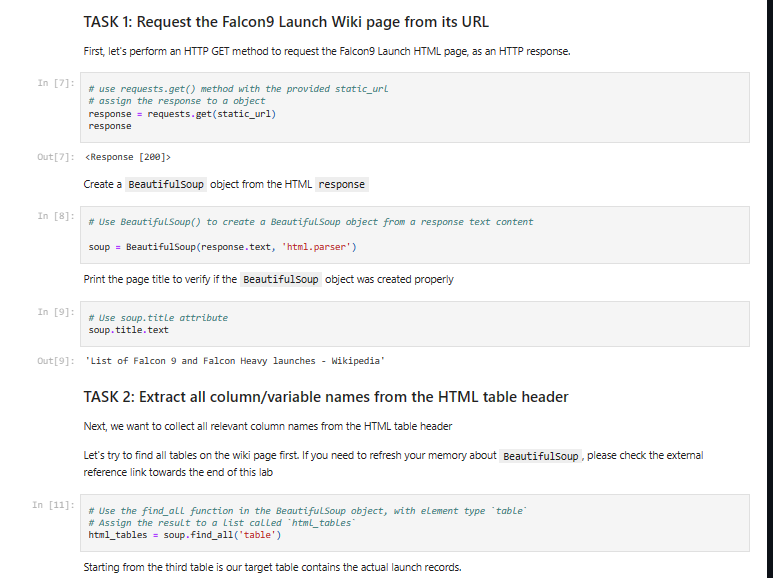 TASK 1: Request the Falcon9 Launch Wiki page from its URL
First, let's perform an HTTP GET method to request the Falcon9 Launch HTML page, as an HTTP response.
In [7]:
# use requests.get() method with the provided static_url
# assign the response to a object
response = requests.get(static_url)
response
Out[7]: <Response [200]>
Create a BeautifulSoup object from the HTML response
In [8]:
# Use BeautifulSoup() to create a BeautifulSoup object from a response text content
soup = BeautifulSoup(response.text, 'html.parser')
Print the page title to verify if the BeautifulSoup object was created properly
In [9]:
# Use soup.title attribute
soup.title.text
Out[9]: 'List of Falcon 9 and Falcon Heavy launches - Wikipedia'
TASK 2: Extract all column/variable names from the HTML table header
Next, we want to collect all relevant column names from the HTML table header
Let's try to find all tables on the wiki page first. If you need to refresh your memory about BeautifulSoup, please check the external
reference link towards the end of this lab
In [11]:
# Use the find_all function in the BeautifulSoup object, with element type `table`
# Assign the result to a list called `html_tables`
html_tables = soup.find_all('table')
Starting from the third table is our target table contains the actual launch records.